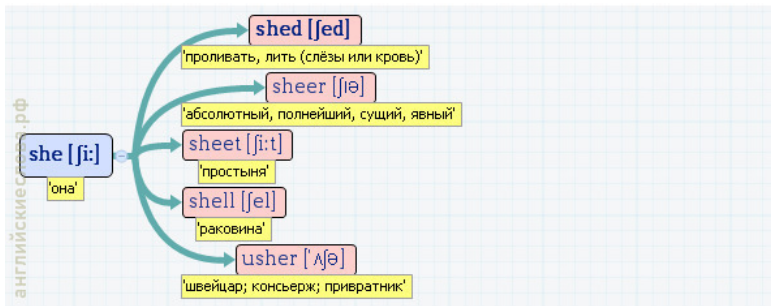 shed [ʃed]
'проливать, лить (слёзы или кровь)'
sheer [ʃıə]
'абсолютный, полнейший, сущий, явный'
she [ʃi:]
'она'
sheet [ʃi:t]
'простыня'
shell [ʃel]
'раковина'
usher ['ʌʃə]
'швейцар; консьерж; привратник'
английскиеслова.рф